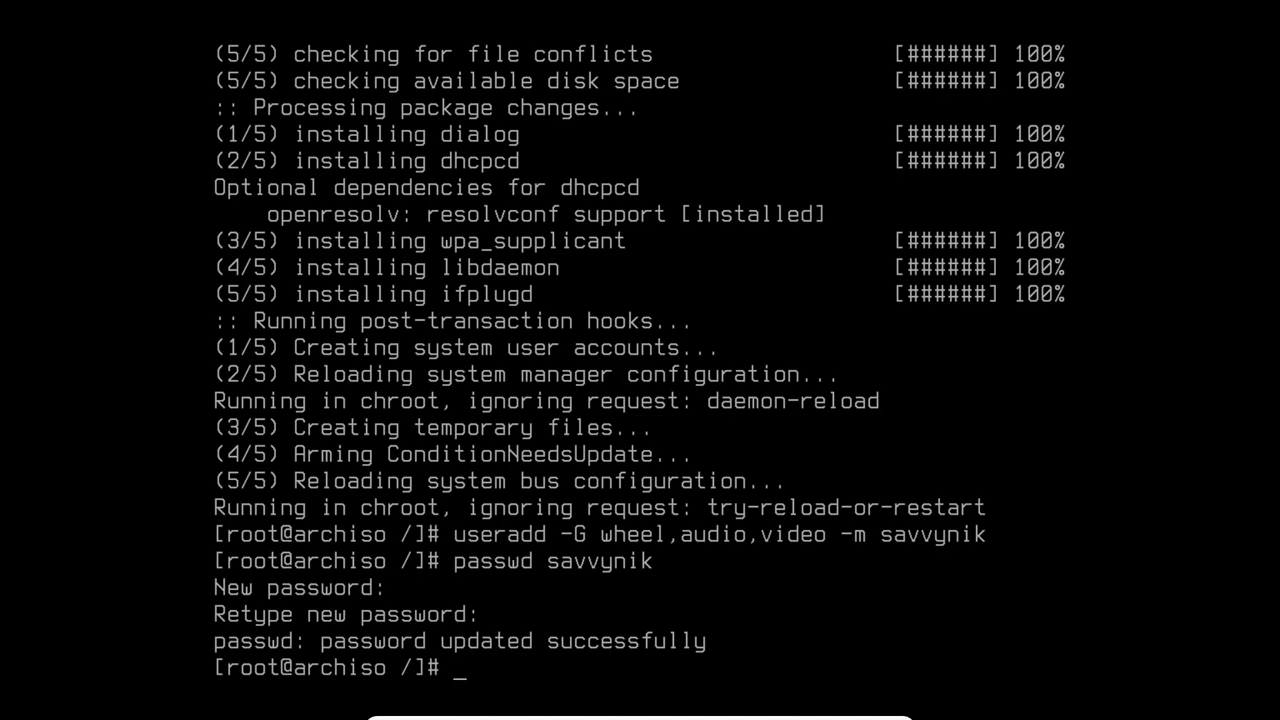 (5/5) checking for file conflicts [######] 100%
(5/5) checking available disk space [######] 100%
:: Processing package changes...
(1/5) installing dialog [######] 100%
(2/5) installing dhcpcd [######] 100%
Optional dependencies for dhcpcd
    openresolv: resolvconf support [installed]
(3/5) installing wpa_supplicant [######] 100%
(4/5) installing libdaemon [######] 100%
(5/5) installing ifplugd [######] 100%
:: Running post-transaction hooks...
(1/5) Creating system user accounts...
(2/5) Reloading system manager configuration...
Running in chroot, ignoring request: daemon-reload
(3/5) Creating temporary files...
(4/5) Arming ConditionNeedsUpdate...
(5/5) Reloading system bus configuration...
Running in chroot, ignoring request: try-reload-or-restart
[root@archiso /]# useradd -G wheel,audio,video -m savvynik
[root@archiso /]# passwd savvynik
New password:
Retype new password:
passwd: password updated successfully
[root@archiso /]# _